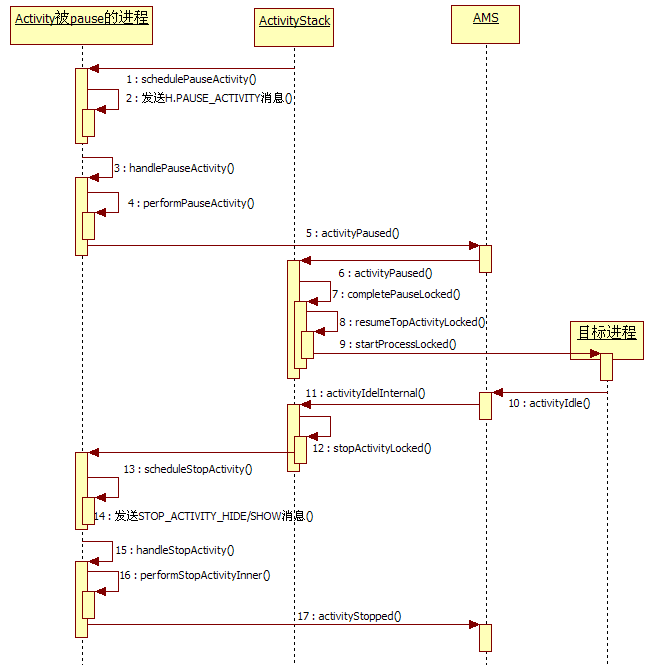 Activity被pause的进程
ActivityStack
AMS
1 : schedulePauseActivity()
2 : 发送H.PAUSE_ACTIVITY消息()
3 : handlePauseActivity()
4 : performPauseActivity()
5 : activityPaused()
6 : activityPaused()
7 : completePauseLocked()
8 : resumeTopActivityLocked()
目标进程
9 : startProcessLocked()
11 : activityIdelInternal()
10 : activityIdle()
12 : stopActivityLocked()
13 : scheduleStopActivity()
14 : 发送STOP_ACTIVITY_HIDE/SHOW消息()
15 : handleStopActivity()
16 : performStopActivityInner()
17 : activityStopped()